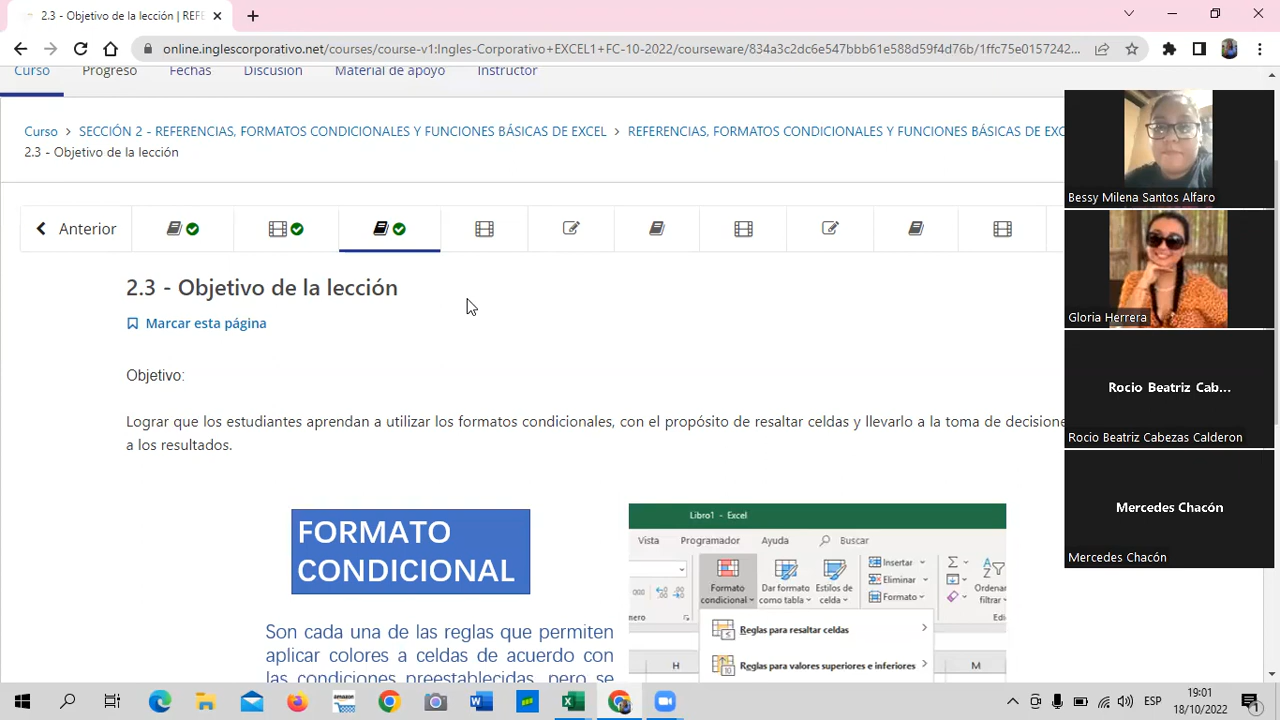 2.3 - Objetivo de la lección | REF
online.inglescorporativo.net/courses/course-v1:Ingles-Corporativo+EXCEL1+FC-10-2022/courseware/834a3c2dc6e547bbb61e588d59f4d76b/1ffc75e0157242...
Curso Progreso Fechas Discusión Material de apoyo Instructor
Curso > SECCIÓN 2 - REFERENCIAS, FORMATOS CONDICIONALES Y FUNCIONES BÁSICAS DE EXCEL > REFERENCIAS, FORMATOS CONDICIONALES Y FUNCIONES BÁSICAS DE EXC
2.3 - Objetivo de la lección
Anterior
2.3 - Objetivo de la lección
Marcar esta página
Objetivo:
Lograr que los estudiantes aprendan a utilizar los formatos condicionales, con el propósito de resaltar celdas y llevarlo a la toma de decisione
a los resultados.
FORMATO
CONDICIONAL
Son cada una de las reglas que permiten
aplicar colores a celdas de acuerdo con
las condiciones preestablecidas, pero se
Libro1 - Excel
Vista Programador Ayuda Buscar
Formato condicional
Dar formato como tabla
Estilos de celda
Insertar
Eliminar
Formato
Ordenar
filtrar
000
nero
Edi
Reglas para resaltar celdas
Reglas para valores superiores e inferiores
H
M
Bessy Milena Santos Alfaro
Gloria Herrera
Rocio Beatriz Cab...
Rocio Beatriz Cabezas Calderon
Mercedes Chacón
Mercedes Chacón
ESP
19:01
18/10/2022